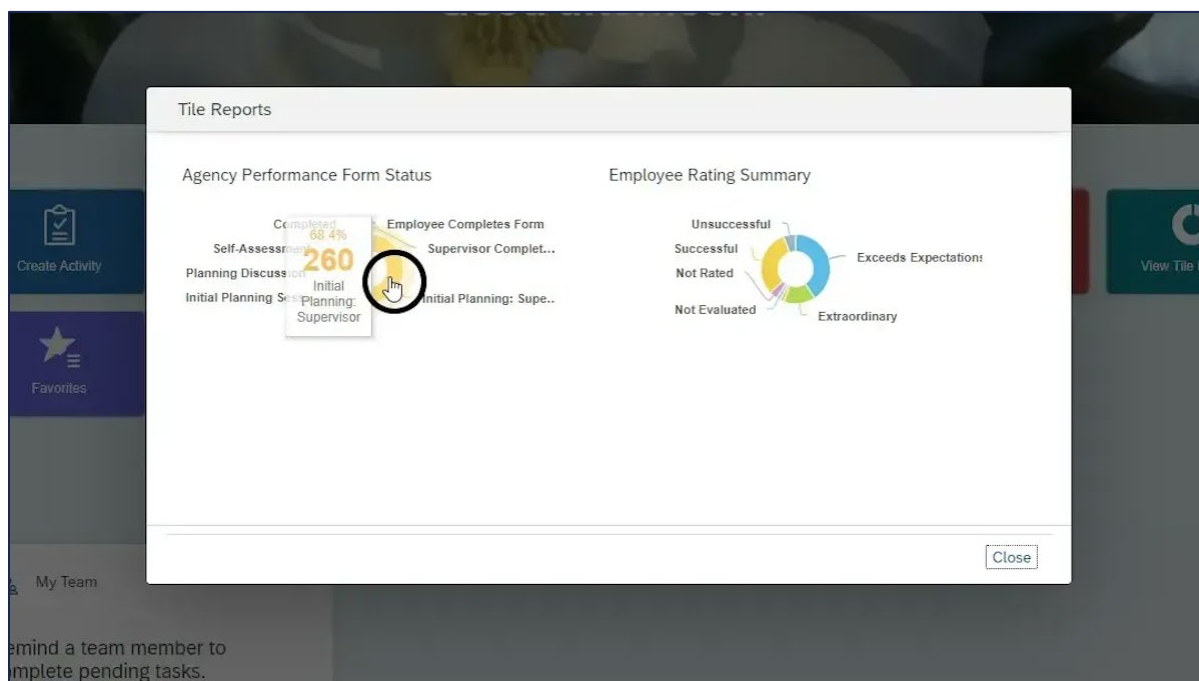 Tile Reports
Agency Performance Form Status
Employee Rating Summary
Completed
Employee Completes Form
Self-Assessment
Supervisor Complet...
Planning Discussion
Initial Planning Sess
Initial Planning: Supe..
68.4%
260
Initial
Planning:
Supervisor
Unsuccessful
Successful
Exceeds Expectations
Not Rated
Not Evaluated
Extraordinary
Close
Create Activity
Favorites
View Tile
My Team
emind a team member to
mplete pending tasks.